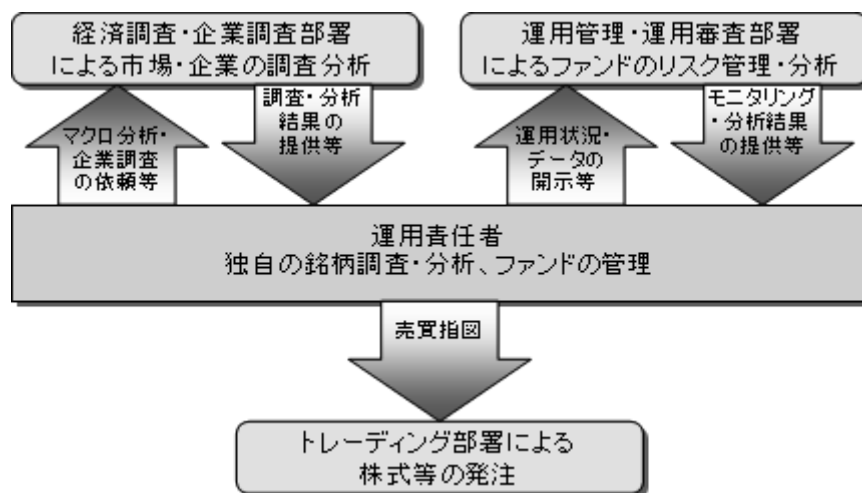 経済調査・企業調査部署
による市場・企業の調査分析
運用管理・運用審査部署
によるファンドのリスク管理・分析
マクロ分析・
企業調査
の依頼等
調査・分析
結果の
提供等
運用状況・
データの
開示等
モニタリング
・分析結果
の提供等
運用責任者
独自の銘柄調査・分析、ファンドの管理
売買指図
トレーディング部署による
株式等の発注